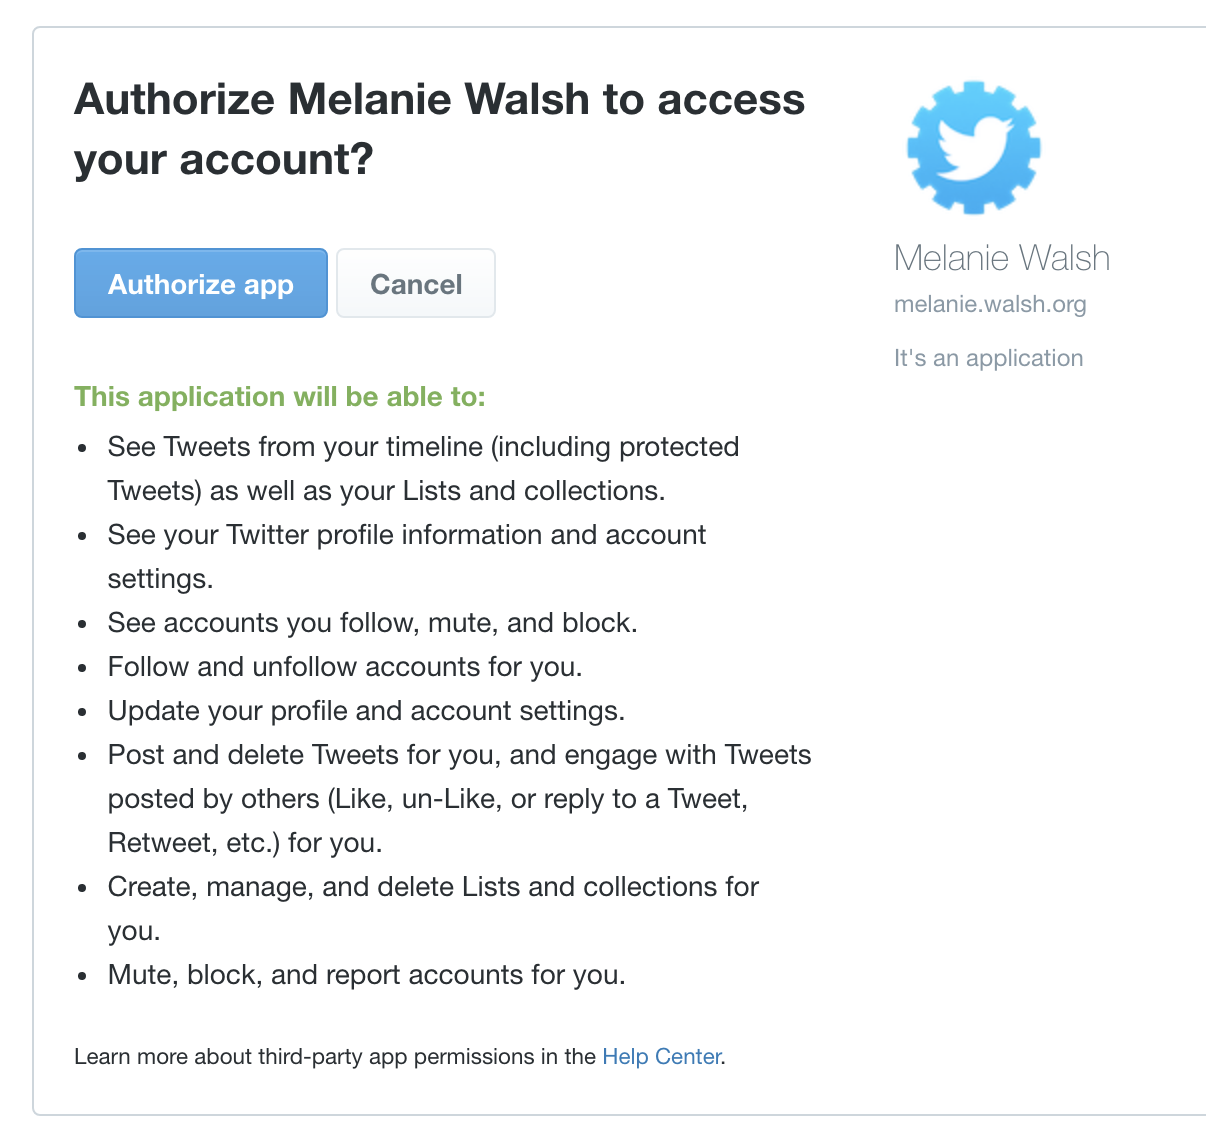 Authorize Melanie Walsh to access
your account?
Authorize app
Cancel
This application will be able to:
• See Tweets from your timeline (including protected
Tweets) as well as your Lists and collections.
• See your Twitter profile information and account
settings.
• See accounts you follow, mute, and block.
• Follow and unfollow accounts for you.
• Update your profile and account settings.
• Post and delete Tweets for you, and engage with Tweets
posted by others (Like, un-Like, or reply to a Tweet,
Retweet, etc.) for you.
• Create, manage, and delete Lists and collections for
you.
• Mute, block, and report accounts for you.
Learn more about third-party app permissions in the Help Center.
Melanie Walsh
melanie.walsh.org
It's an application